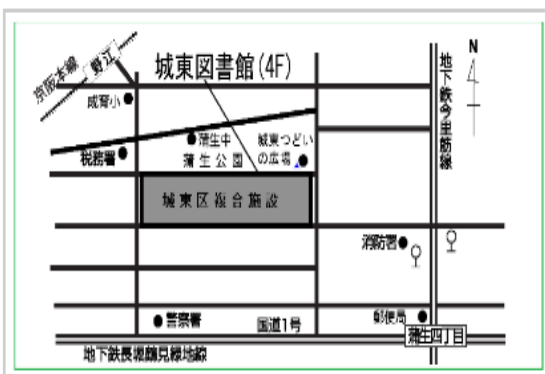 城東図書館(4F)
N
京阪本線
野江
地下鉄今里筋線
成育小
蒲生中
城東つどい
の広場
税務署
蒲生公園
城東区複合施設
消防署
警察署
国道1号
郵便局
蒲生四丁目
地下鉄長堀鶴見緑地線